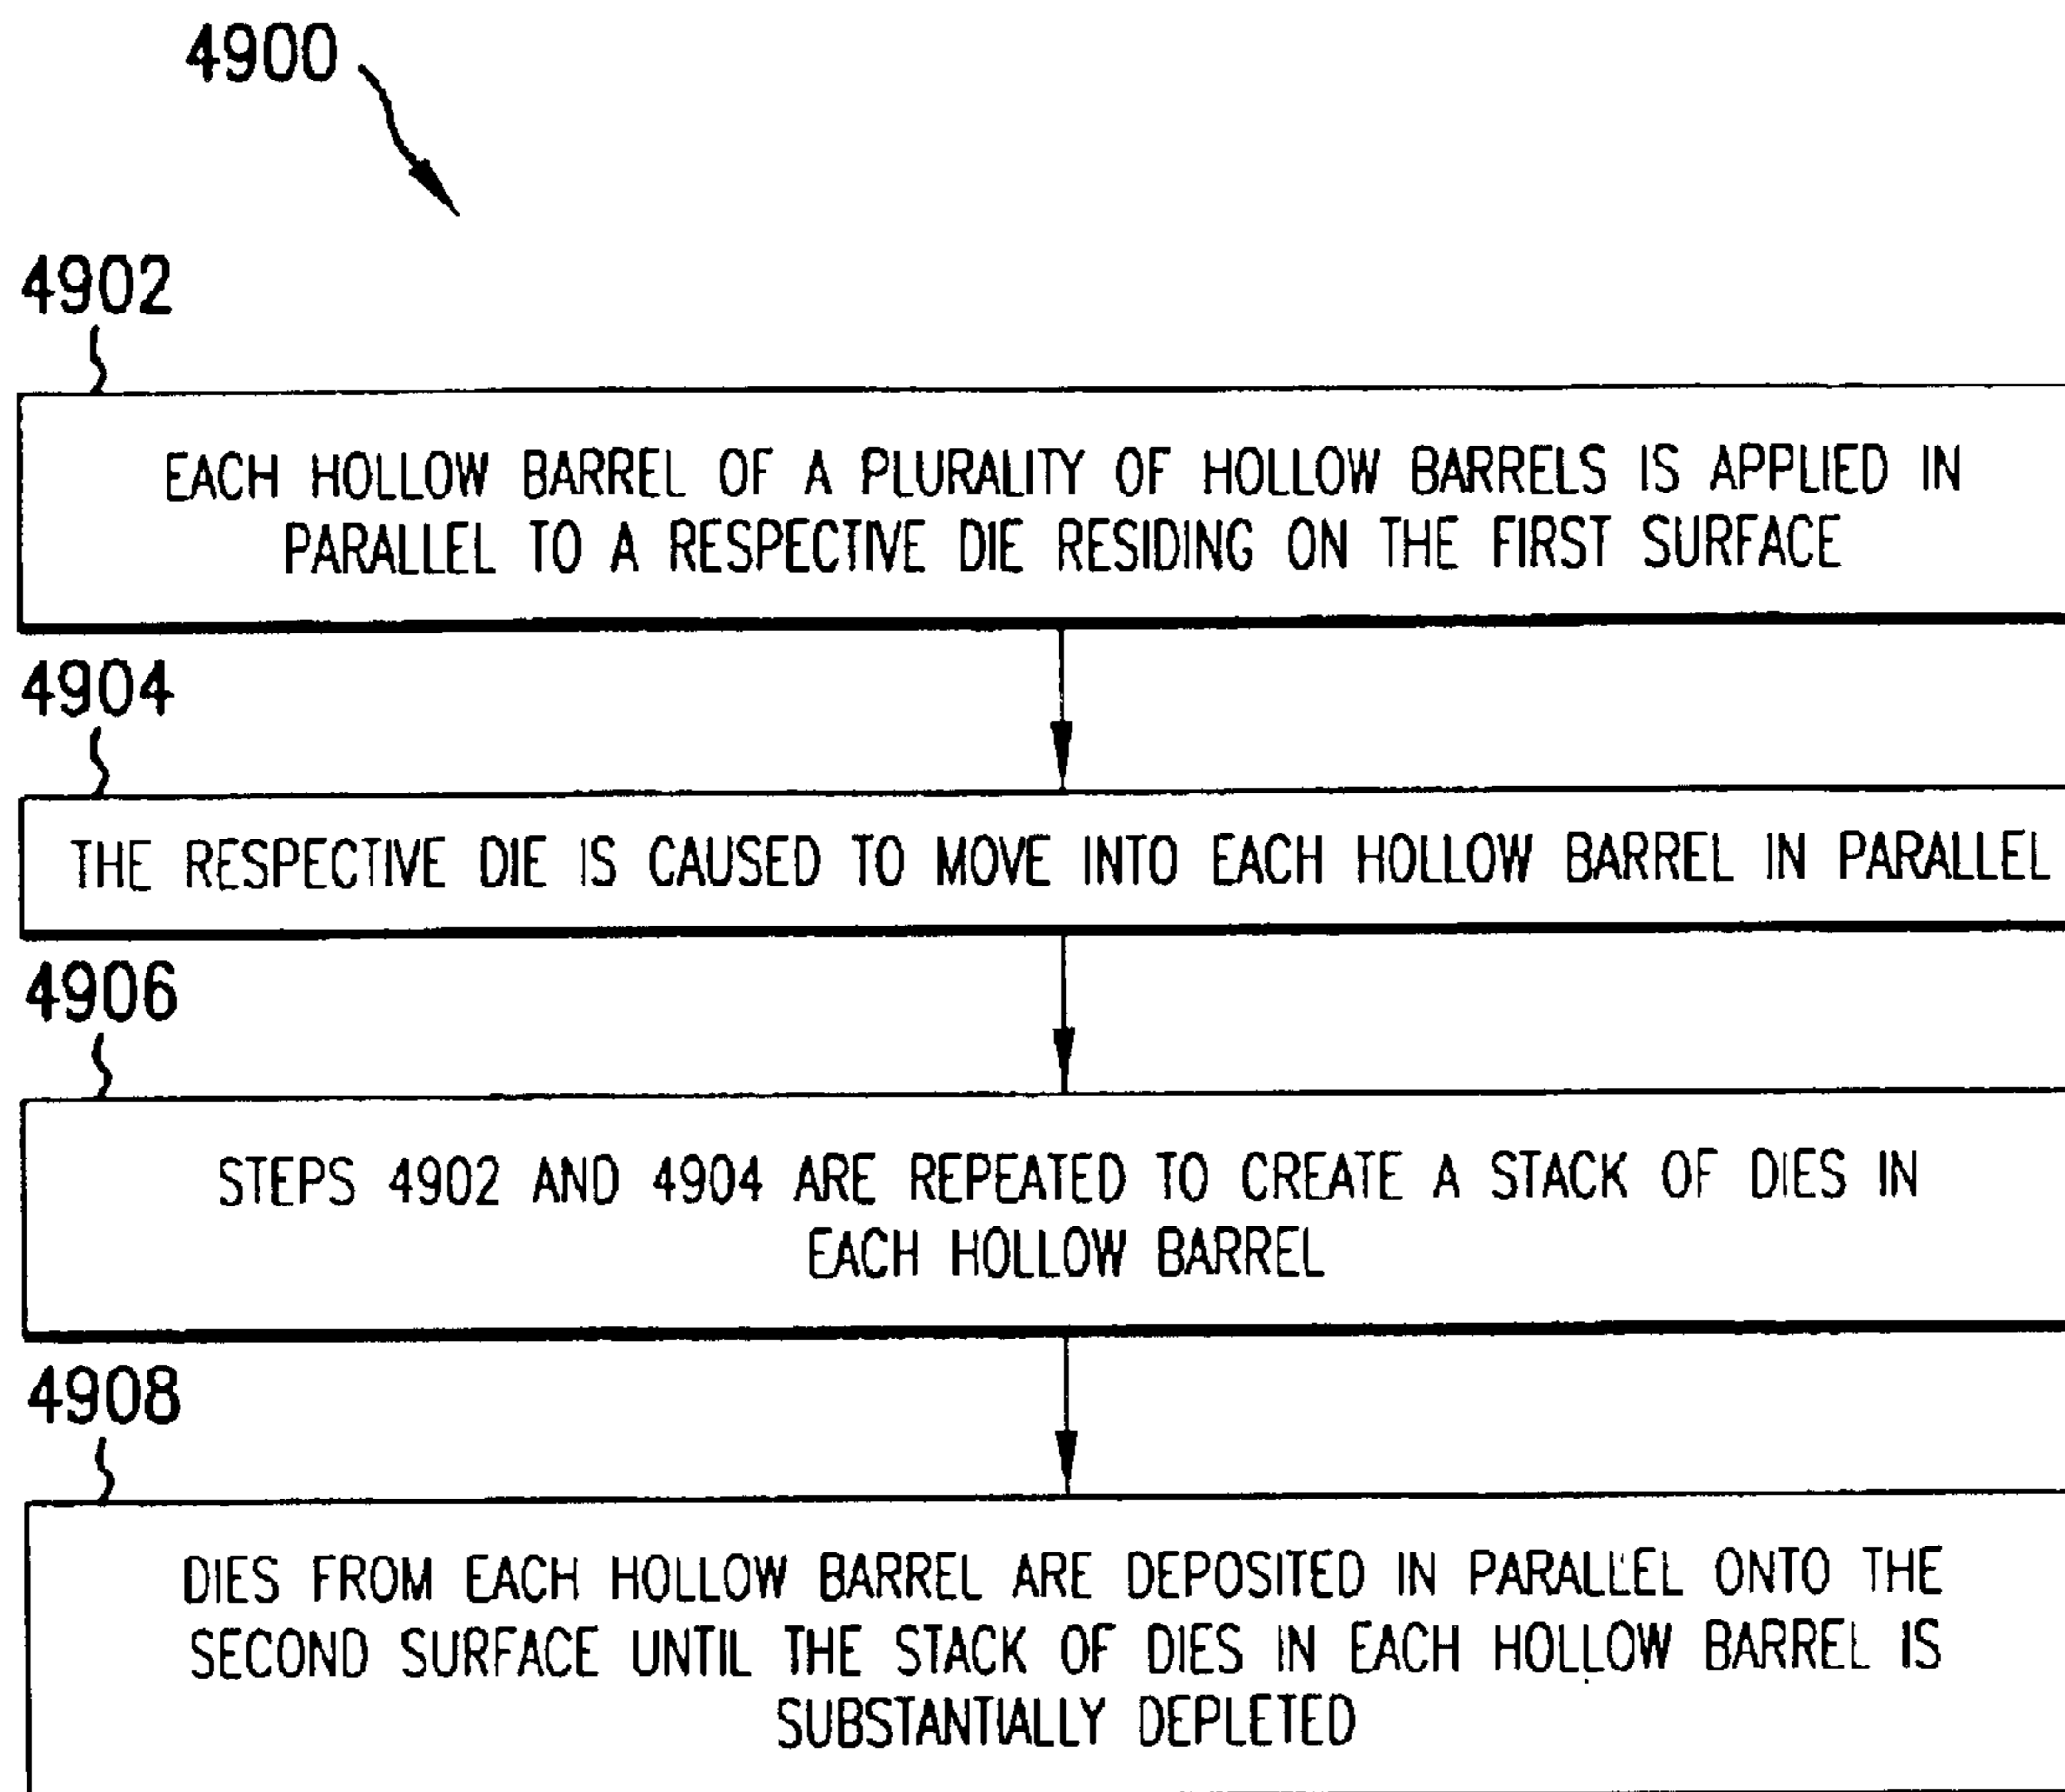 4900
4902
EACH HOLLOW BARREL OF A PLURALITY OF HOLLOW BARRELS IS APPLIED IN
PARALLEL TO A RESPECTIVE DIE RESIDING ON THE FIRST SURFACE
4904
THE RESPECTIVE DIE IS CAUSED TO MOVE INTO EACH HOLLOW BARREL IN PARALLEL
4906
STEPS 4902 AND 4904 ARE REPEATED TO CREATE A STACK OF DIES IN
EACH HOLLOW BARREL
4908
DIES FROM EACH HOLLOW BARREL ARE DEPOSITED IN PARALLEL ONTO THE
SECOND SURFACE UNTIL THE STACK OF DIES IN EACH HOLLOW BARREL IS
SUBSTANTIALLY DEPLETED